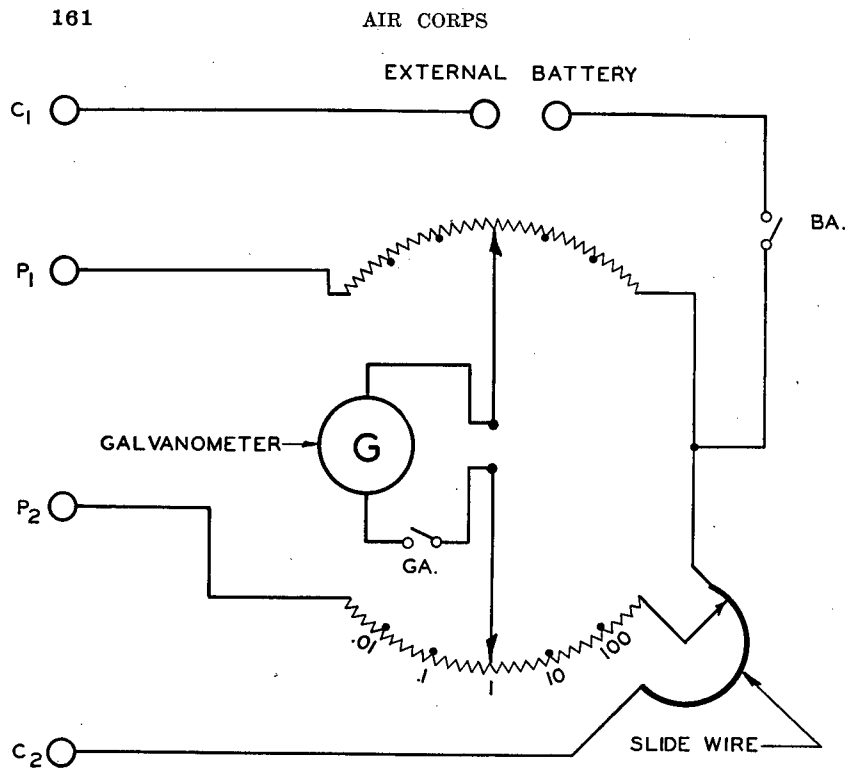 161
AIR CORPS
EXTERNAL BATTERY
C1
BA.
P1
GALVANOMETER
G
P2
GA.
.01
.1
1
10
100
SLIDE WIRE
C2